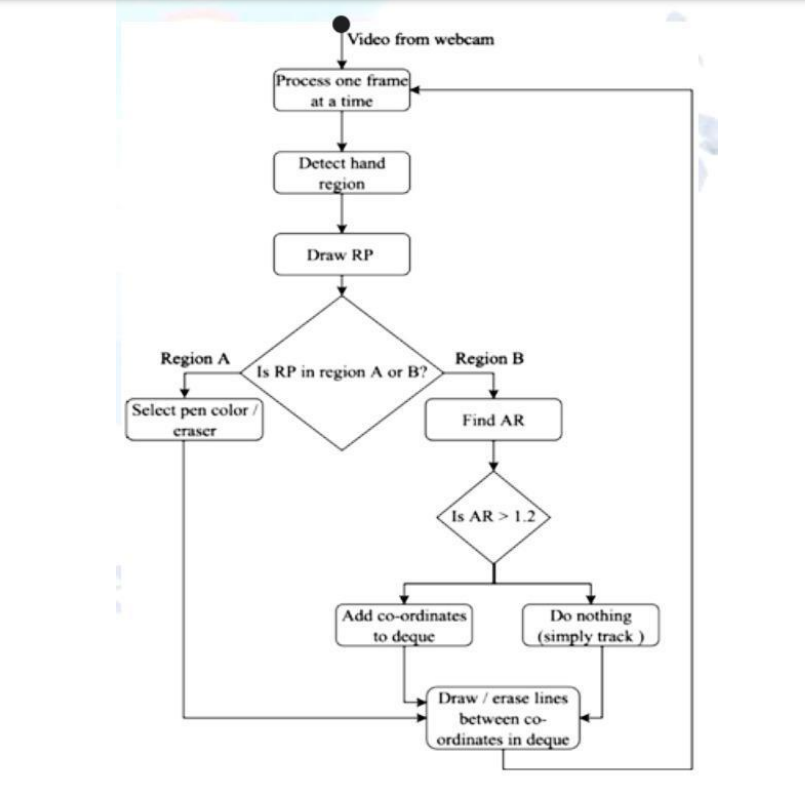 Video from webcam
Process one frame
at a time
Detect hand
region
Draw RP
Is RP in region A or B?
Region A
Region B
Select pen color /
eraser
Find AR
Is AR > 1.2
Add co-ordinates
to deque
Do nothing
(simply track )
Draw / erase lines
between co-
ordinates in deque